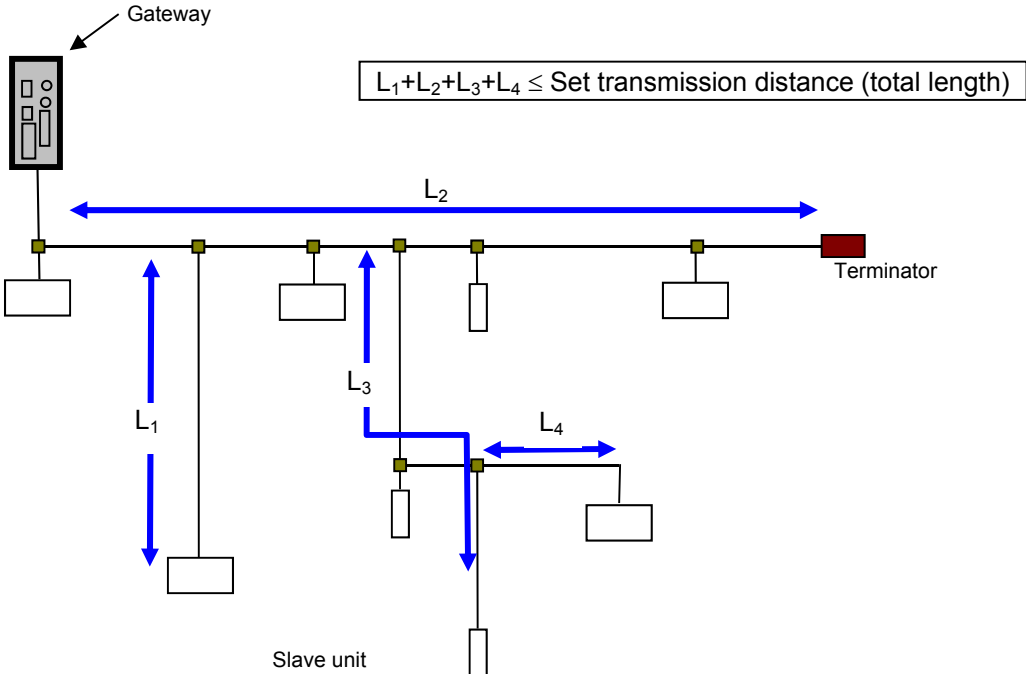 Gateway
L₁+L₂+L₃+L₄ ≤ Set transmission distance (total length)
L₂
Terminator
L₃
L₁
L₄
Slave unit